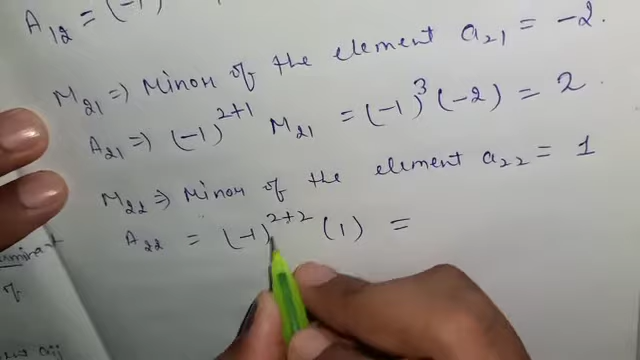 A₁₂ = (-1)
M₂₁ => Minor of the element a₂₁ = -2.
A₂₁ => (-1)²⁺¹ M₂₁ = (-1)³ (-2) = 2.
M₂₂ => Minor of the element a₂₂ = 1
A₂₂ = (-1)²⁺² (1) =
of